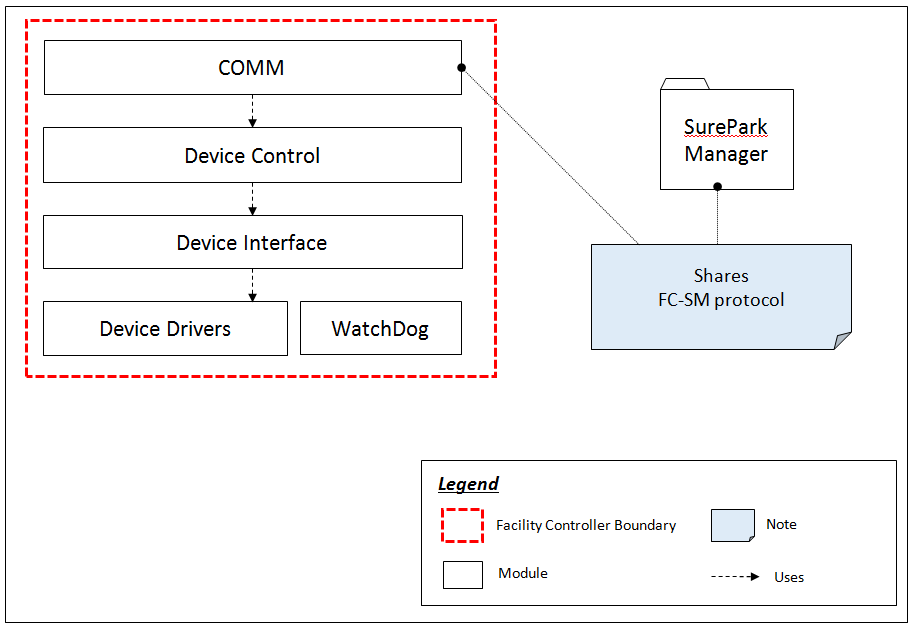 COMM
Device Control
Device Interface
Device Drivers
WatchDog
SurePark
Manager
Shares
FC-SM protocol
Legend
Facility Controller Boundary
Note
Module
Uses